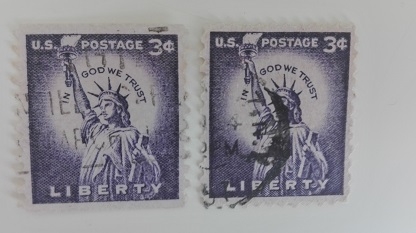 U.S. POSTAGE 3¢
IN GOD WE TRUST
LIBERTY
U.S. POSTAGE 3¢
IN GOD WE TRUST
LIBERTY